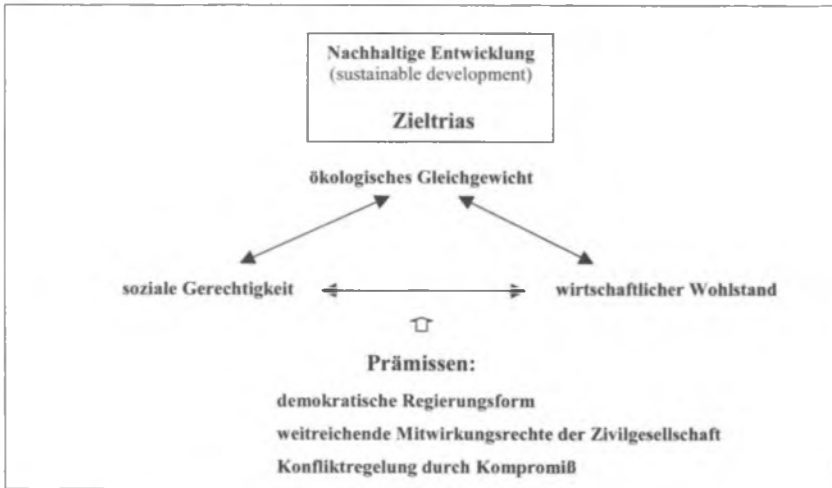 Nachhaltige Entwicklung
(sustainable development)
Zieltrias
ökologisches Gleichgewicht
soziale Gerechtigkeit
wirtschaftlicher Wohlstand
Prämissen:
demokratische Regierungsform
weitreichende Mitwirkungsrechte der Zivilgesellschaft
Konfliktregelung durch Kompromiß